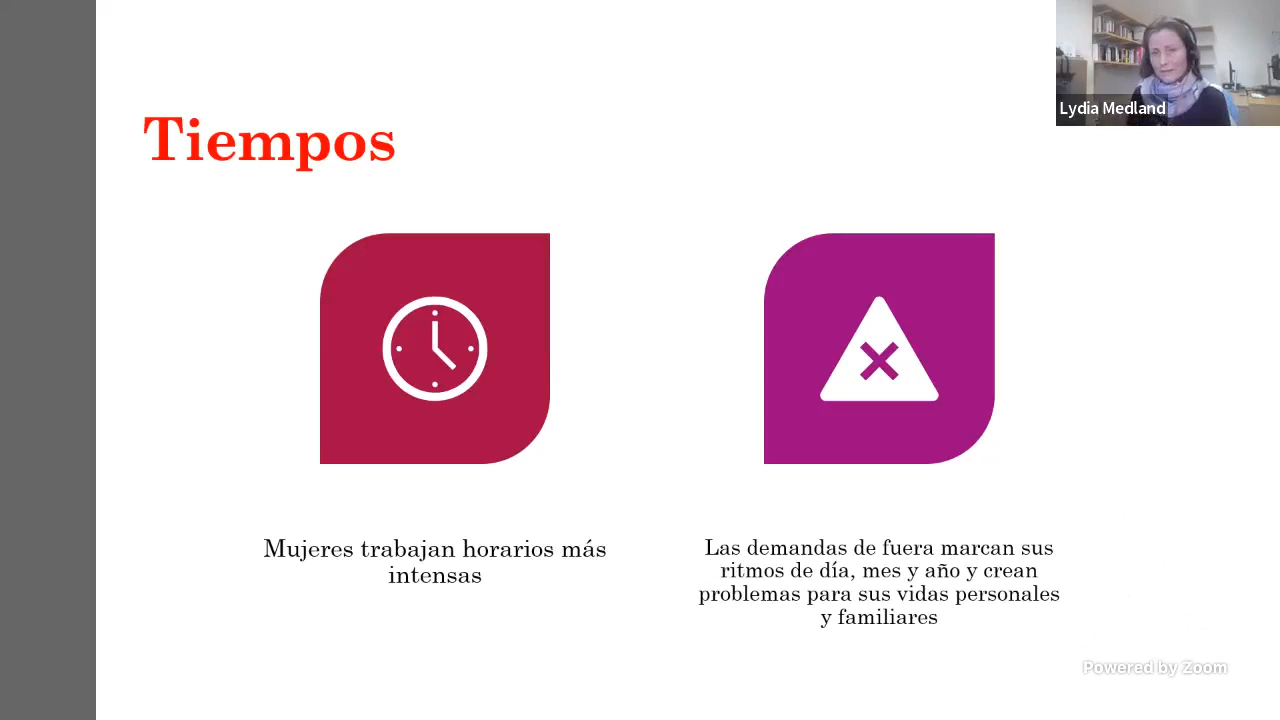 Lydia Medland
Tiempos
Mujeres trabajan horarios más
intensas
Las demandas de fuera marcan sus
ritmos de día, mes y año y crean
problemas para sus vidas personales
y familiares
Powered by Zoom